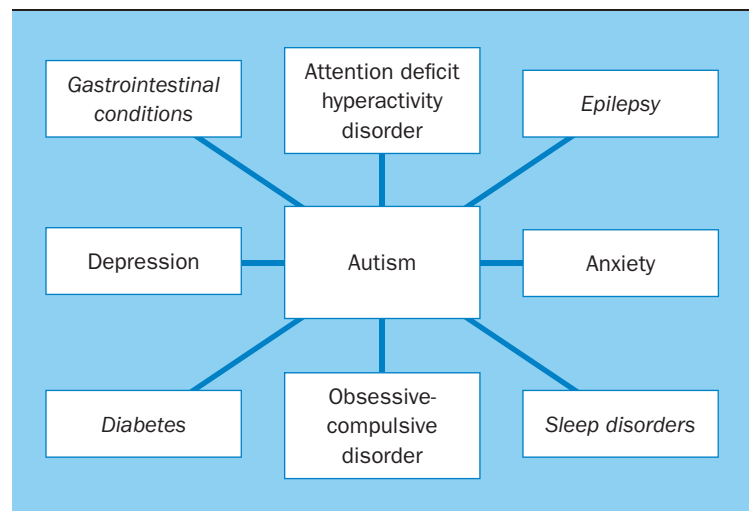 Gastrointestinal
conditions
Attention deficit
hyperactivity
disorder
Epilepsy
Depression
Autism
Anxiety
Diabetes
Obsessive-
compulsive
disorder
Sleep disorders